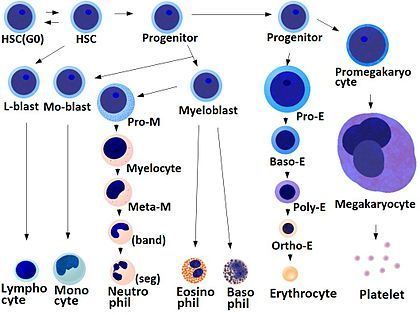 HSC(G0)
HSC
Progenitor
Progenitor
Promegakaryo
cyte
L-blast
Mo-blast
Pro-M
Myeloblast
Pro-E
Myelocyte
Baso-E
Meta-M
Poly-E
Megakaryocyte
(band)
Ortho-E
(seg)
Lympho
cyte
Mono
cyte
Neutro
phil
Eosino
phil
Baso
phil
Erythrocyte
Platelet